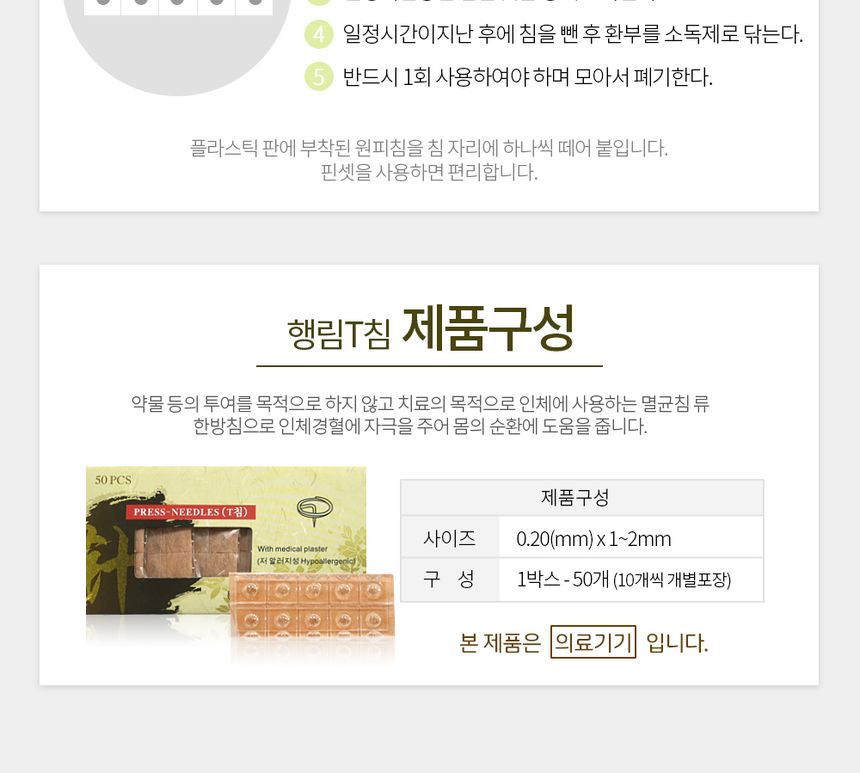 4 일정시간이지난 후에 침을 뺀 후 환부를 소독제로 닦는다.
5 반드시 1회 사용하여야 하며 모아서 폐기한다.
플라스틱 판에 부착된 원피침을 침 자리에 하나씩 떼어 붙입니다.
핀셋을 사용하면 편리합니다.
행림T침 제품구성
약물 등의 투여를 목적으로 하지 않고 치료의 목적으로 인체에 사용하는 멸균침 류
한방침으로 인체경혈에 자극을 주어 몸의 순환에 도움을 줍니다.
50 PCS
PRESS-NEEDLES (T침)
With medical plaster
(저 알러지성 Hypoallergenic)
제품구성
사이즈 0.20(mm) x 1~2mm
구 성 1박스 - 50개 (10개씩 개별포장)
본 제품은 의료기기 입니다.